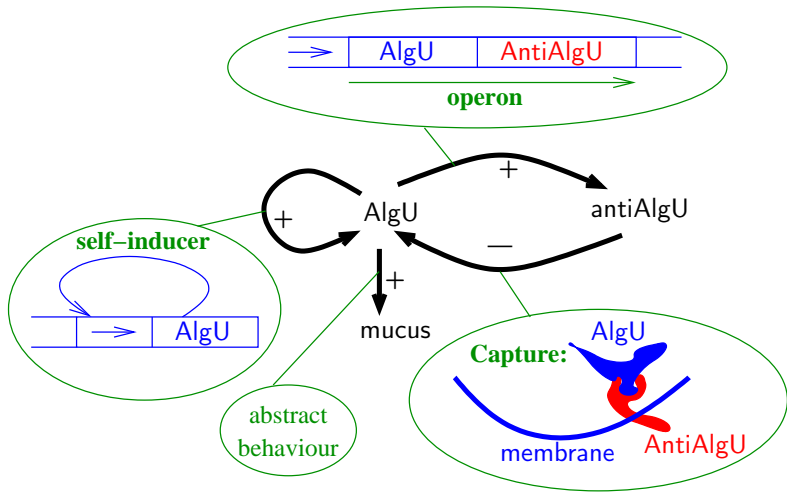 AlgU AntiAlgU
operon
+
AlgU
antiAlgU
+
self–inducer
—
+
mucus
AlgU
AlgU
Capture:
abstract
behaviour
membrane
AntiAlgU